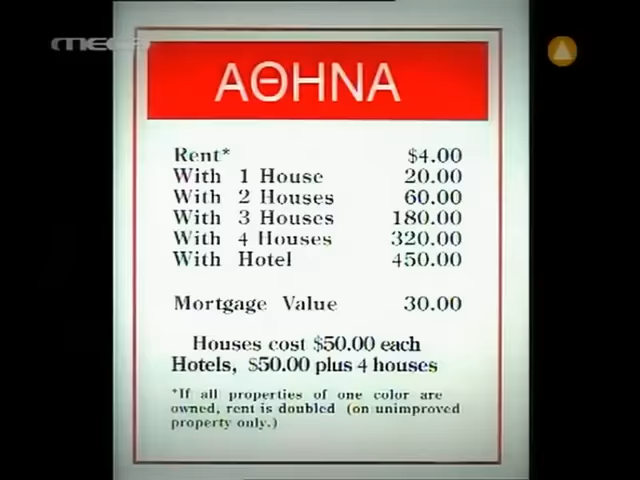 MEGA
ΑΘΗΝΑ
Rent* $4.00
With 1 House 20.00
With 2 Houses 60.00
With 3 Houses 180.00
With 4 Houses 320.00
With Hotel 450.00
Mortgage Value 30.00
Houses cost $50.00 each
Hotels, $50.00 plus 4 houses
*If all properties of one color are
owned, rent is doubled (on unimproved
property only.)